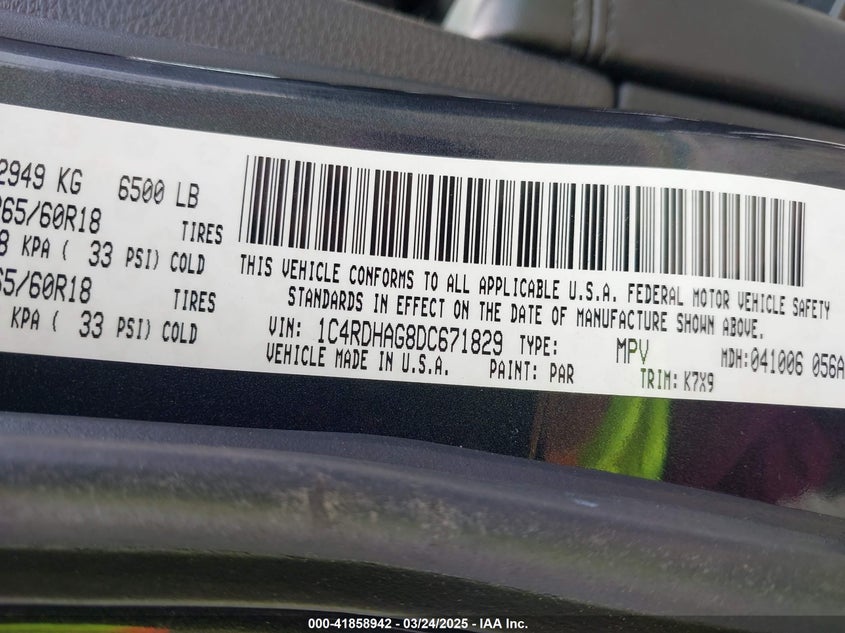 2949 KG 6500 LB
265/60R18 TIRES
8 KPA ( 33 PSI) COLD
65/60R18 TIRES
KPA ( 33 PSI) COLD
THIS VEHICLE CONFORMS TO ALL APPLICABLE U.S.A. FEDERAL MOTOR VEHICLE SAFETY
STANDARDS IN EFFECT ON THE DATE OF MANUFACTURE SHOWN ABOVE.
VIN: 1C4RDHAG8DC671829 TYPE: MPV MDH:041006 056A
VEHICLE MADE IN U.S.A. PAINT: PAR TRIM: K7X9
000-41858942 - 03/24/2025 - IAA Inc.